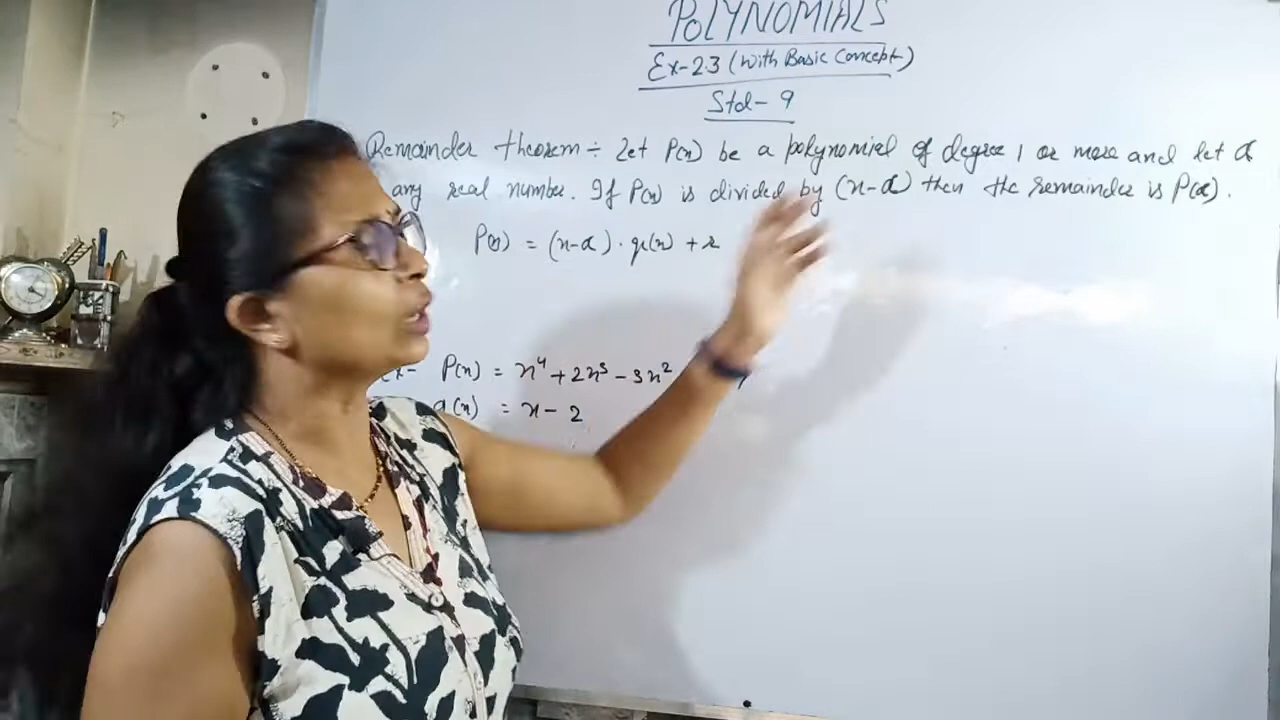 POLYNOMIALS
Ex-2.3 (With Basic Concept)
Std- 9
Remainder theorem ÷ Let P(x) be a polynomial of degree 1 or more and let α
any real number. If P(x) is divided by (x-α) then the remainder is P(α).
P(x) = (x-α) . q(x) + r
Ex- P(x) = x⁴ + 2x³ - 3x²
g(x) = x - 2